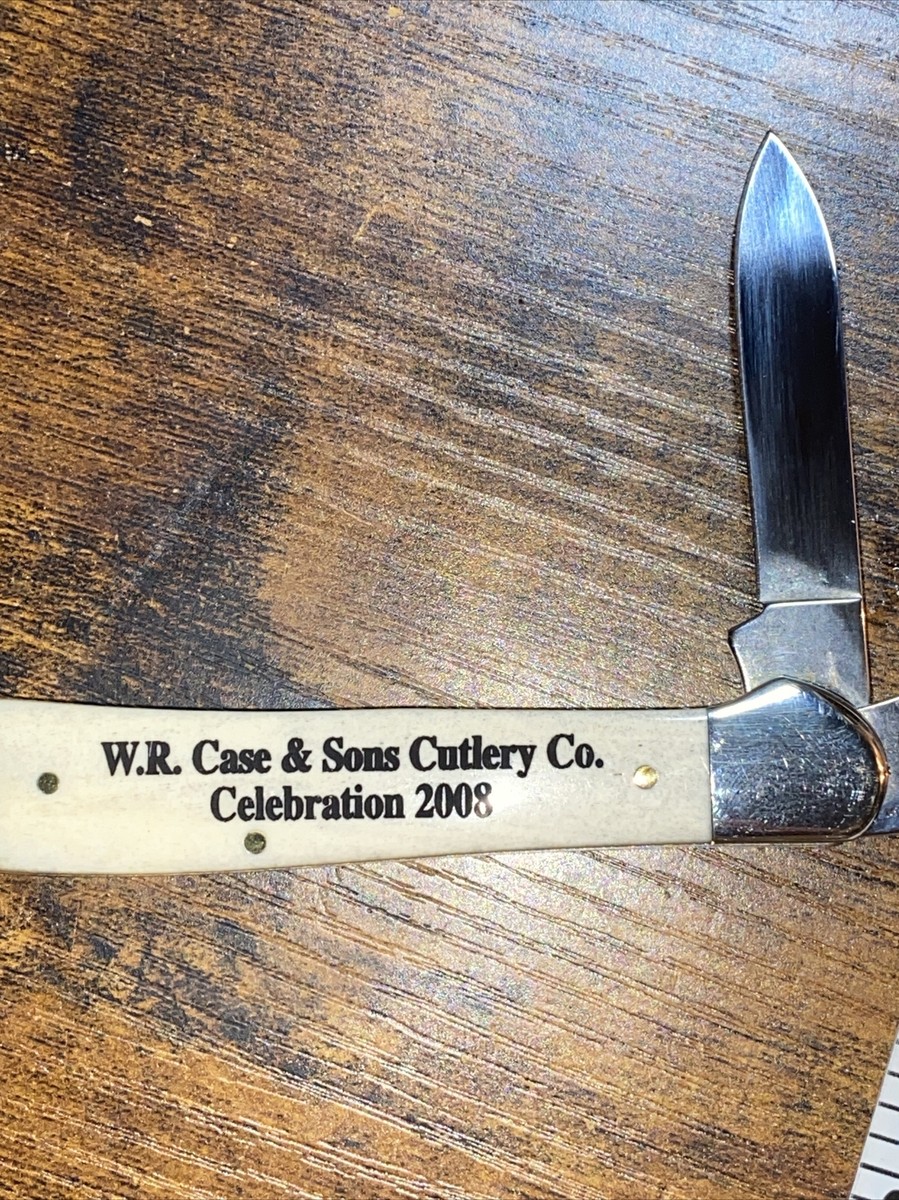 W.R. Case & Sons Cutlery Co.
Celebration 2008